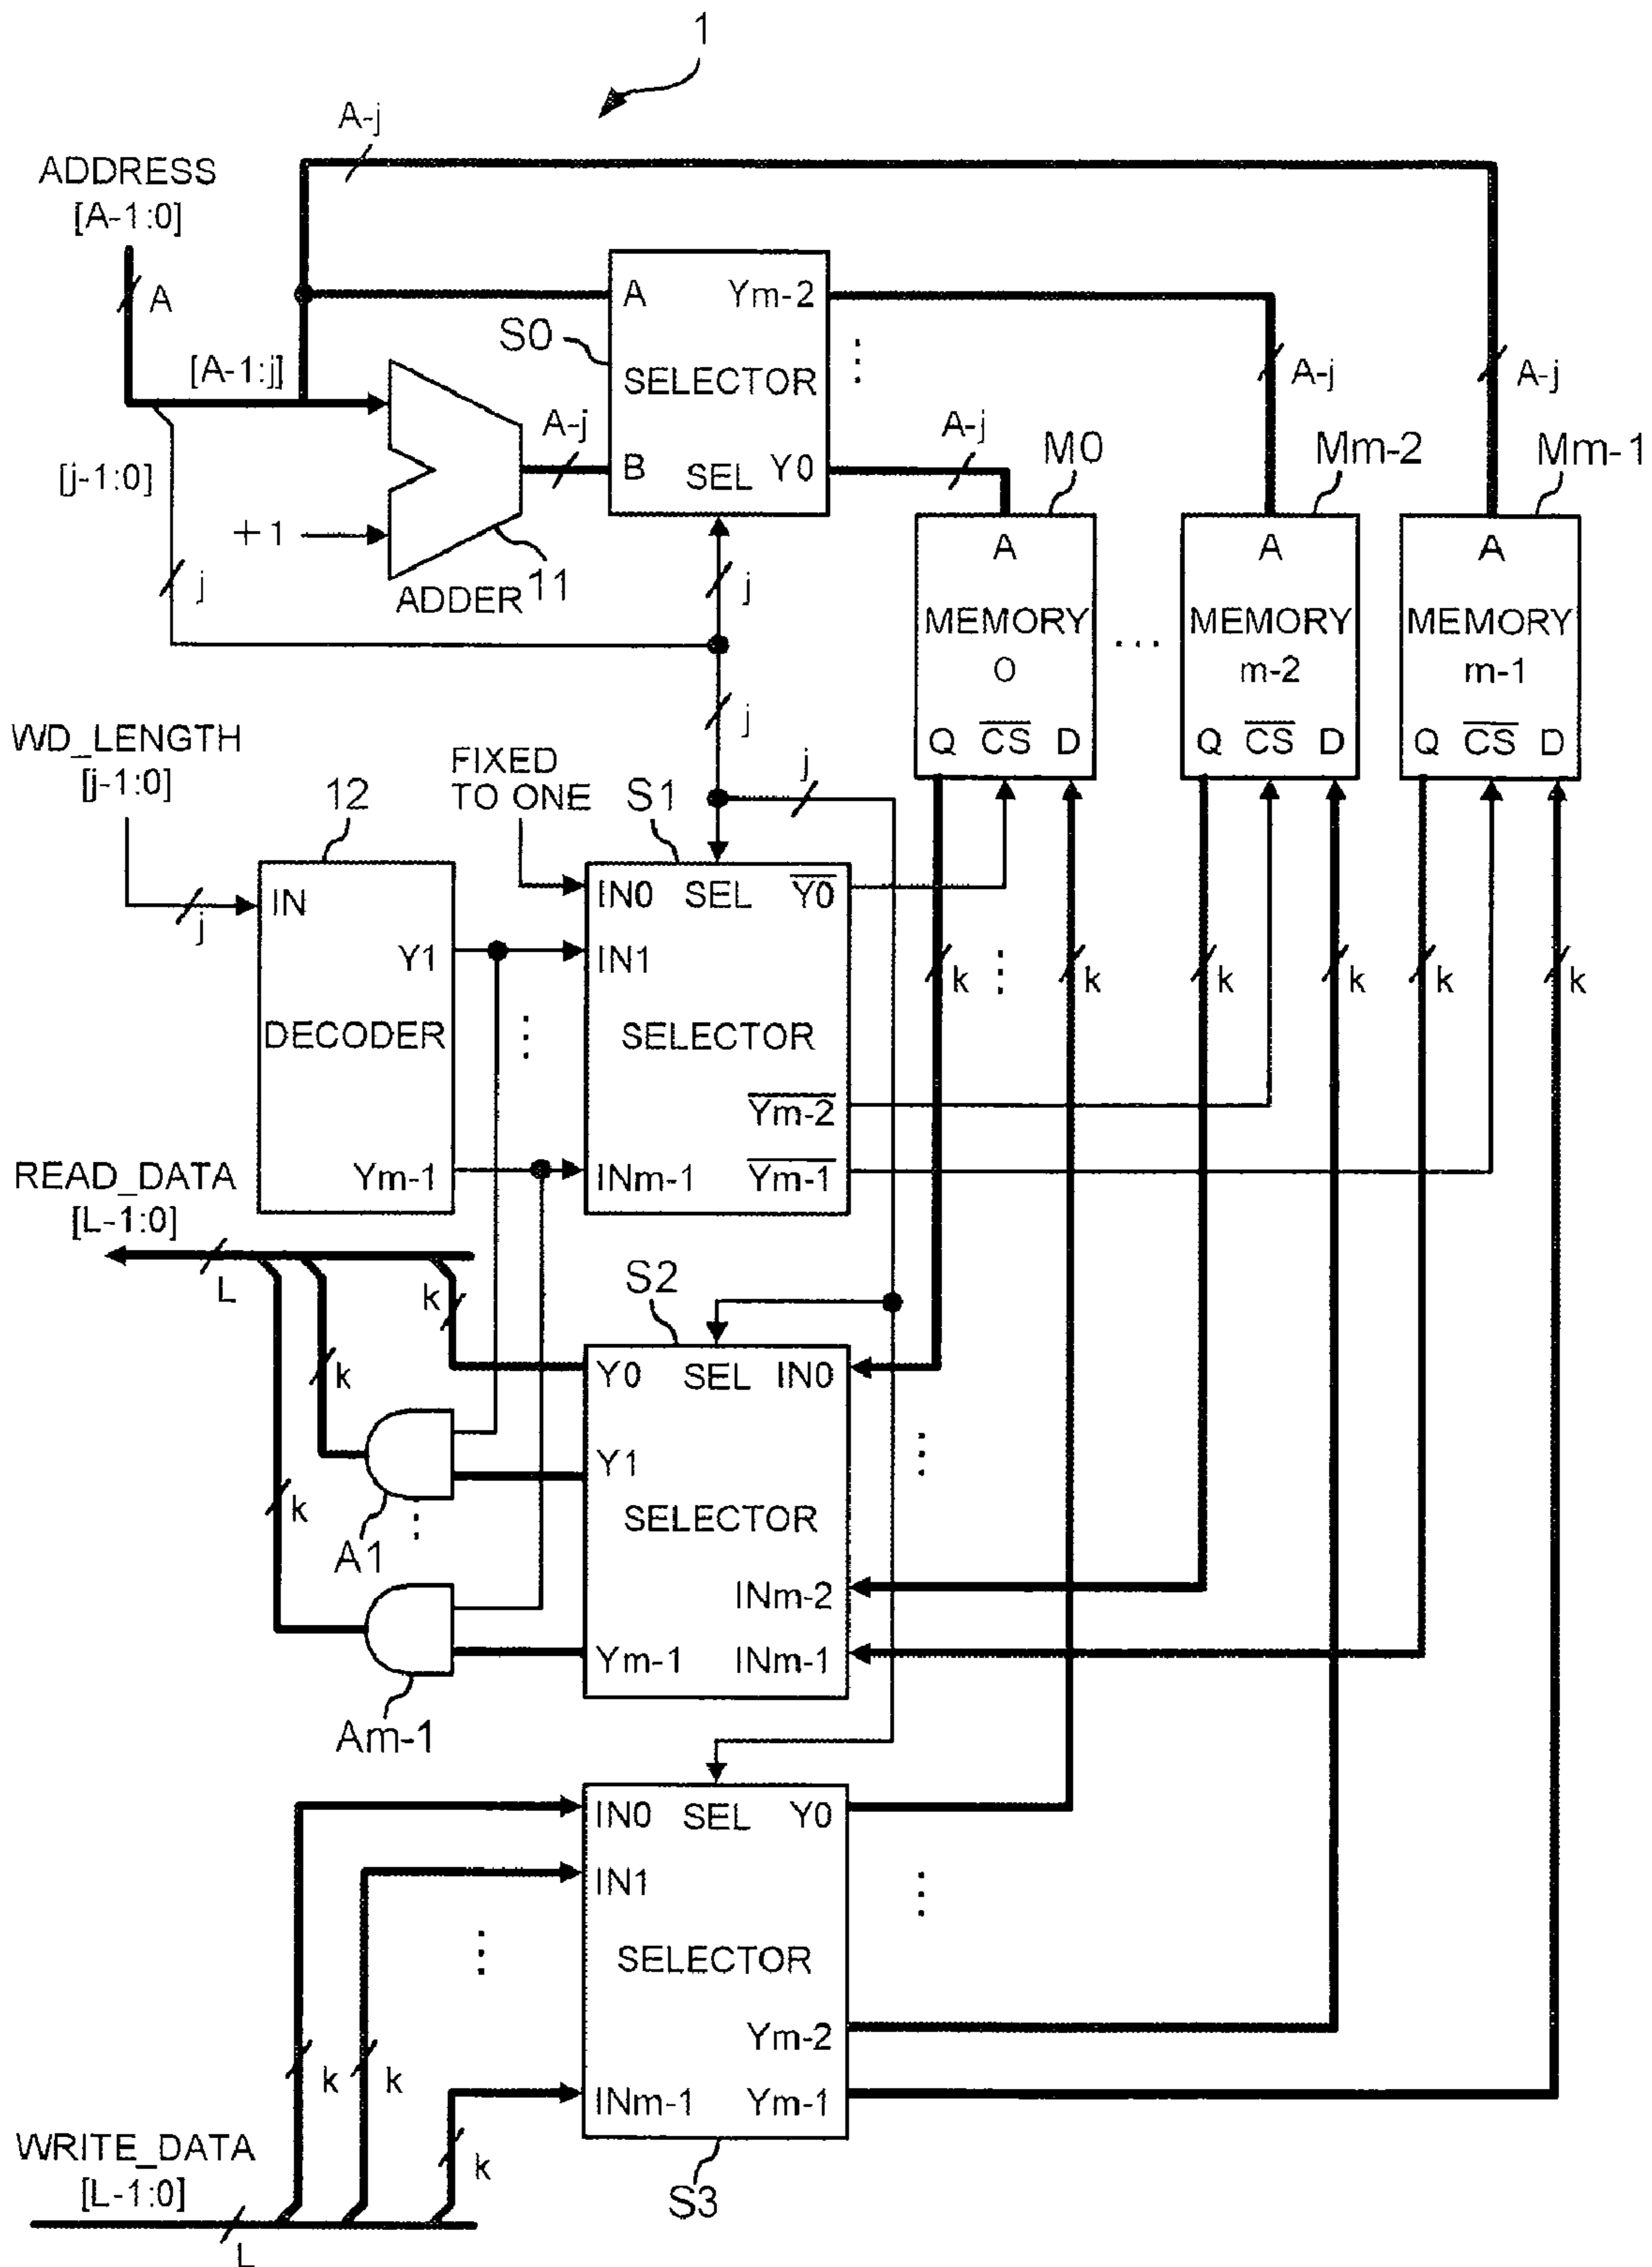 1
A-j
ADDRESS
[A-1:0]
A
A Ym-2
S0
[A-1:j]
SELECTOR
A-j
A-j
A-j
A-j
M0
Mm-2
Mm-1
[j-1:0]
B SEL Y0
+1
A
A
A
j
ADDER
11
j
MEMORY
0
...
MEMORY
m-2
MEMORY
m-1
j
WD_LENGTH
[j-1:0]
FIXED
TO ONE
Q CS D
Q CS D
Q CS D
12
S1
j
IN
j
IN0 SEL Y0
Y1
IN1
k
k
k
k
k
k
DECODER
SELECTOR
Ym-2
READ_DATA
[L-1:0]
Ym-1
INm-1 Ym-1
L
k
S2
k
Y0 SEL IN0
Y1
k
A1
SELECTOR
INm-2
Ym-1 INm-1
Am-1
IN0 SEL Y0
IN1
SELECTOR
Ym-2
k
k
INm-1 Ym-1
WRITE_DATA
[L-1:0]
k
S3
L